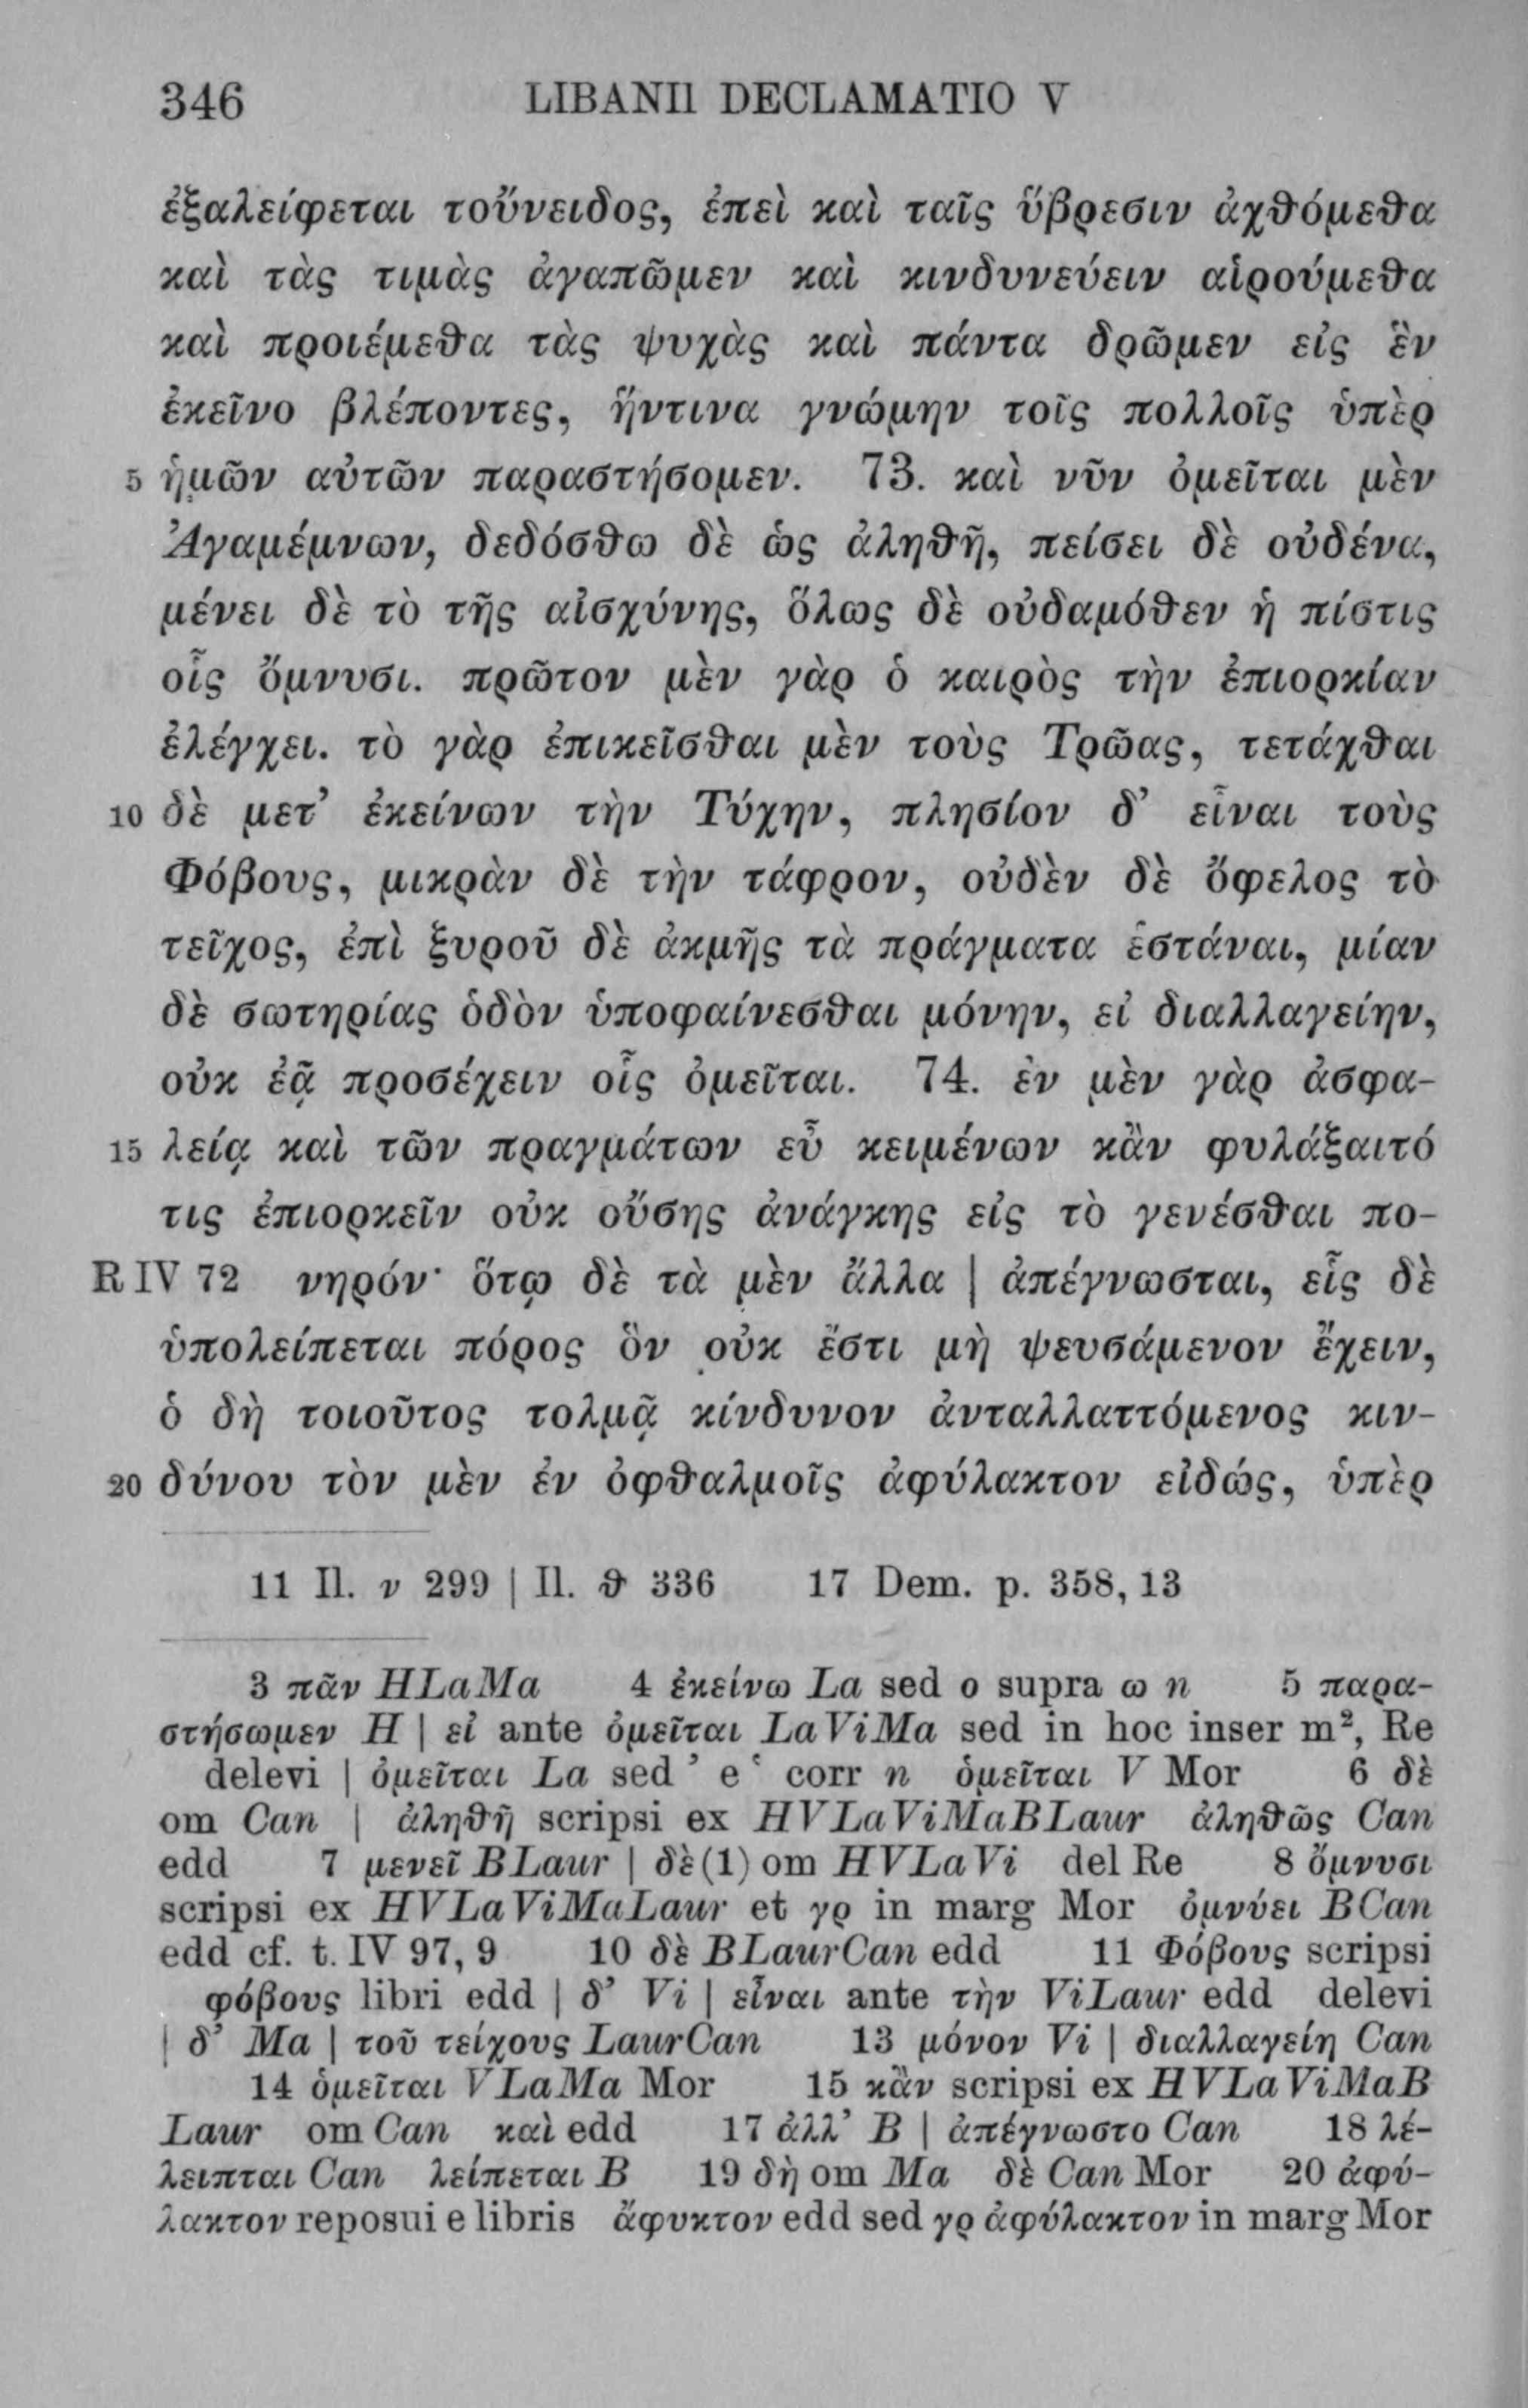 346 LIBANII DECLAMATIO V
ἐξαλείφεται τοὔνειδος, ἐπεὶ καὶ ταῖς ὕβρεσιν ἀχθόμεθα
καὶ τὰς τιμὰς ἀγαπῶμεν καὶ κινδυνεύειν αἱρούμεθα
καὶ προιέμεθα τὰς ψυχὰς καὶ πάντα δρῶμεν εἰς ἓν
ἐκεῖνο βλέποντες, ἥντινα γνώμην τοῖς πολλοῖς ὑπὲρ
5 ἡμῶν αὐτῶν παραστήσομεν. 73. καὶ νῦν ὀμεῖται μὲν
Ἀγαμέμνων, δεδόσθω δὲ ὡς ἀληθῆ, πείσει δὲ οὐδένα,
μένει δὲ τὸ τῆς αἰσχύνης, ὅλως δὲ οὐδαμόθεν ἡ πίστις
οἷς ὄμνυσι. πρῶτον μὲν γὰρ ὁ καιρὸς τὴν ἐπιορκίαν
ἐλέγχει. τὸ γὰρ ἐπικεῖσθαι μὲν τοὺς Τρῶας, τετάχθαι
10 δὲ μετ’ ἐκείνων τὴν Τύχην, πλησίον δ’ εἶναι τοὺς
Φόβους, μικρὰν δὲ τὴν τάφρον, οὐδὲν δὲ ὄφελος τὸ
τεῖχος, ἐπὶ ξυροῦ δὲ ἀκμῆς τὰ πράγματα ἑστάναι, μίαν
δὲ σωτηρίας ὁδὸν ὑποφαίνεσθαι μόνην, εἰ διαλλαγείην,
οὐκ ἐᾷ προσέχειν οἷς ὀμεῖται. 74. ἐν μὲν γὰρ ἀσφα-
15 λείᾳ καὶ τῶν πραγμάτων εὖ κειμένων κἂν φυλάξαιτό
τις ἐπιορκεῖν οὐκ οὔσης ἀνάγκης εἰς τὸ γενέσθαι πο-
R IV 72 νηρόν· ὅτῳ δὲ τὰ μὲν ἄλλα | ἀπέγνωσται, εἷς δὲ
ὑπολείπεται πόρος ὃν οὐκ ἔστι μὴ ψευσάμενον ἔχειν,
ὁ δὴ τοιοῦτος τολμᾷ κίνδυνον ἀνταλλαττόμενος κιν-
20 δύνου τὸν μὲν ἐν ὀφθαλμοῖς ἀφύλακτον εἰδώς, ὑπὲρ
11 Il. ν 299 | Il. θ 336 17 Dem. p. 358, 13
3 πᾶν HLaMa 4 ἐκείνω La sed ο supra ω n 5 παρα-
στήσωμεν H | εἰ ante ὀμεῖται LaViMa sed in hoc inser m², Re
delevi | ὀμεῖται La sed ’ e ‘ corr n ὁμεῖται V Mor 6 δὲ
om Can | ἀληθῆ scripsi ex HVLaViMaBLaur ἀληθῶς Can
edd 7 μενεῖ BLaur | δὲ (1) om HVLaVi del Re 8 ὄμνυσι
scripsi ex HVLaViMaLaur et γρ in marg Mor ὀμνύει BCan
edd cf. t. IV 97, 9 10 δὲ BLaurCan edd 11 Φόβους scripsi
φόβους libri edd | δ’ Vi | εἶναι ante τὴν ViLaur edd delevi
| δ’ Ma | τοῦ τείχους LaurCan 13 μόνον Vi | διαλλαγείη Can
14 ὁμεῖται VLaMa Mor 15 κἂν scripsi ex HVLaViMaB
Laur om Can καὶ edd 17 ἀλλ’ B | ἀπέγνωστο Can 18 λέ-
λειπται Can λείπεται B 19 δὴ om Ma δὲ Can Mor 20 ἀφύ-
λακτον reposui e libris ἄφυκτον edd sed γρ ἀφύλακτον in marg Mor